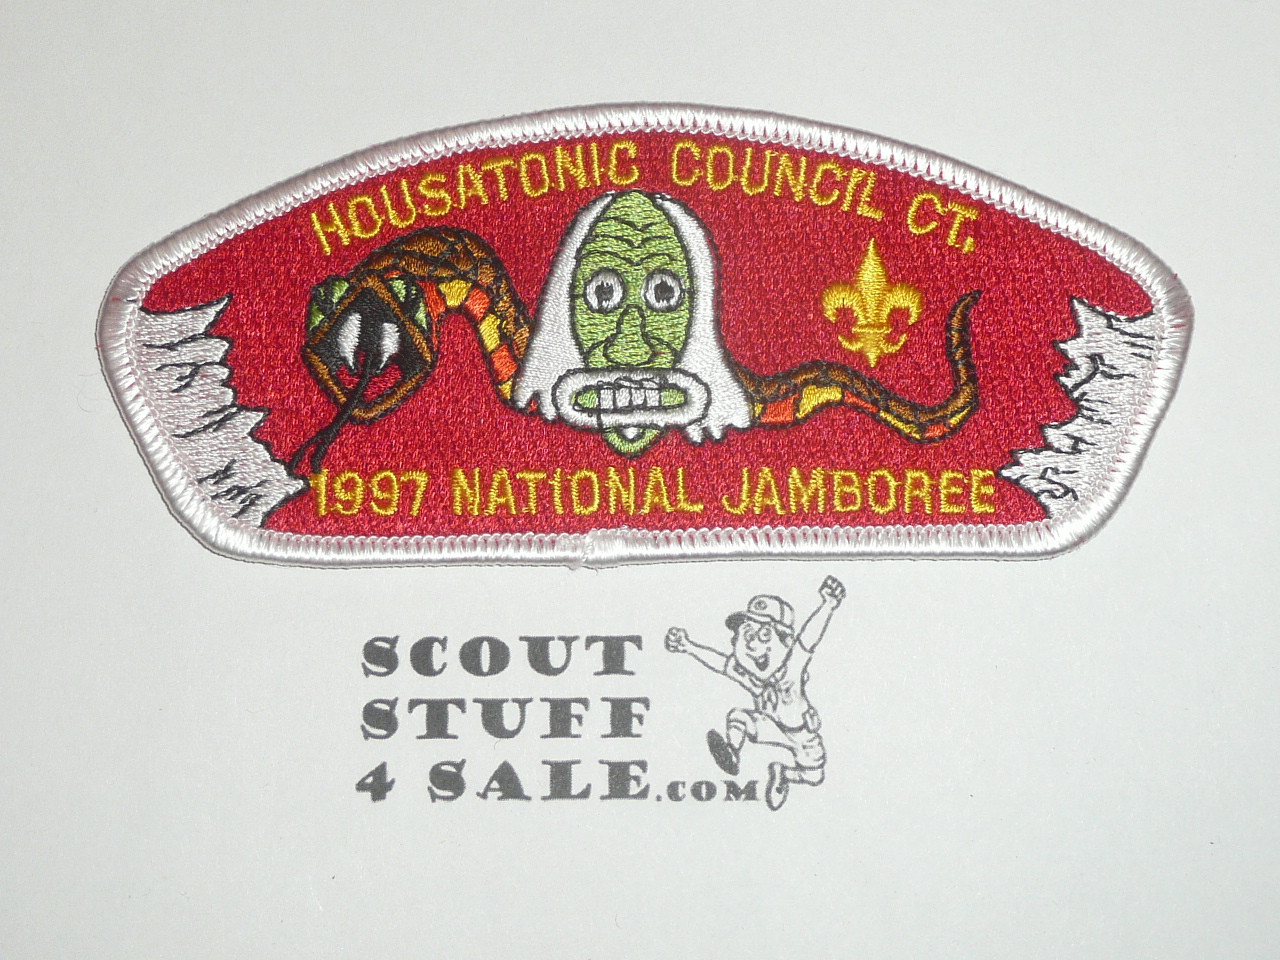 HOUSATONIC COUNCIL CT.
1997 NATIONAL JAMBOREE
SCOUT
STUFF
4 SALE.COM